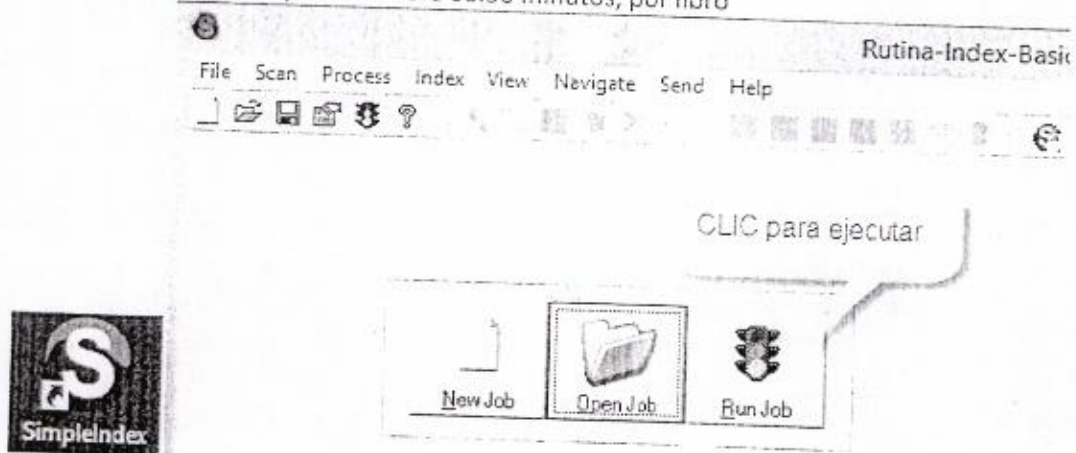 minutos, por libro
Rutina-Index-Basic
File Scan Process Index View Navigate Send Help
CLIC para ejecutar
New Job Open Job Run Job
SimpleIndex